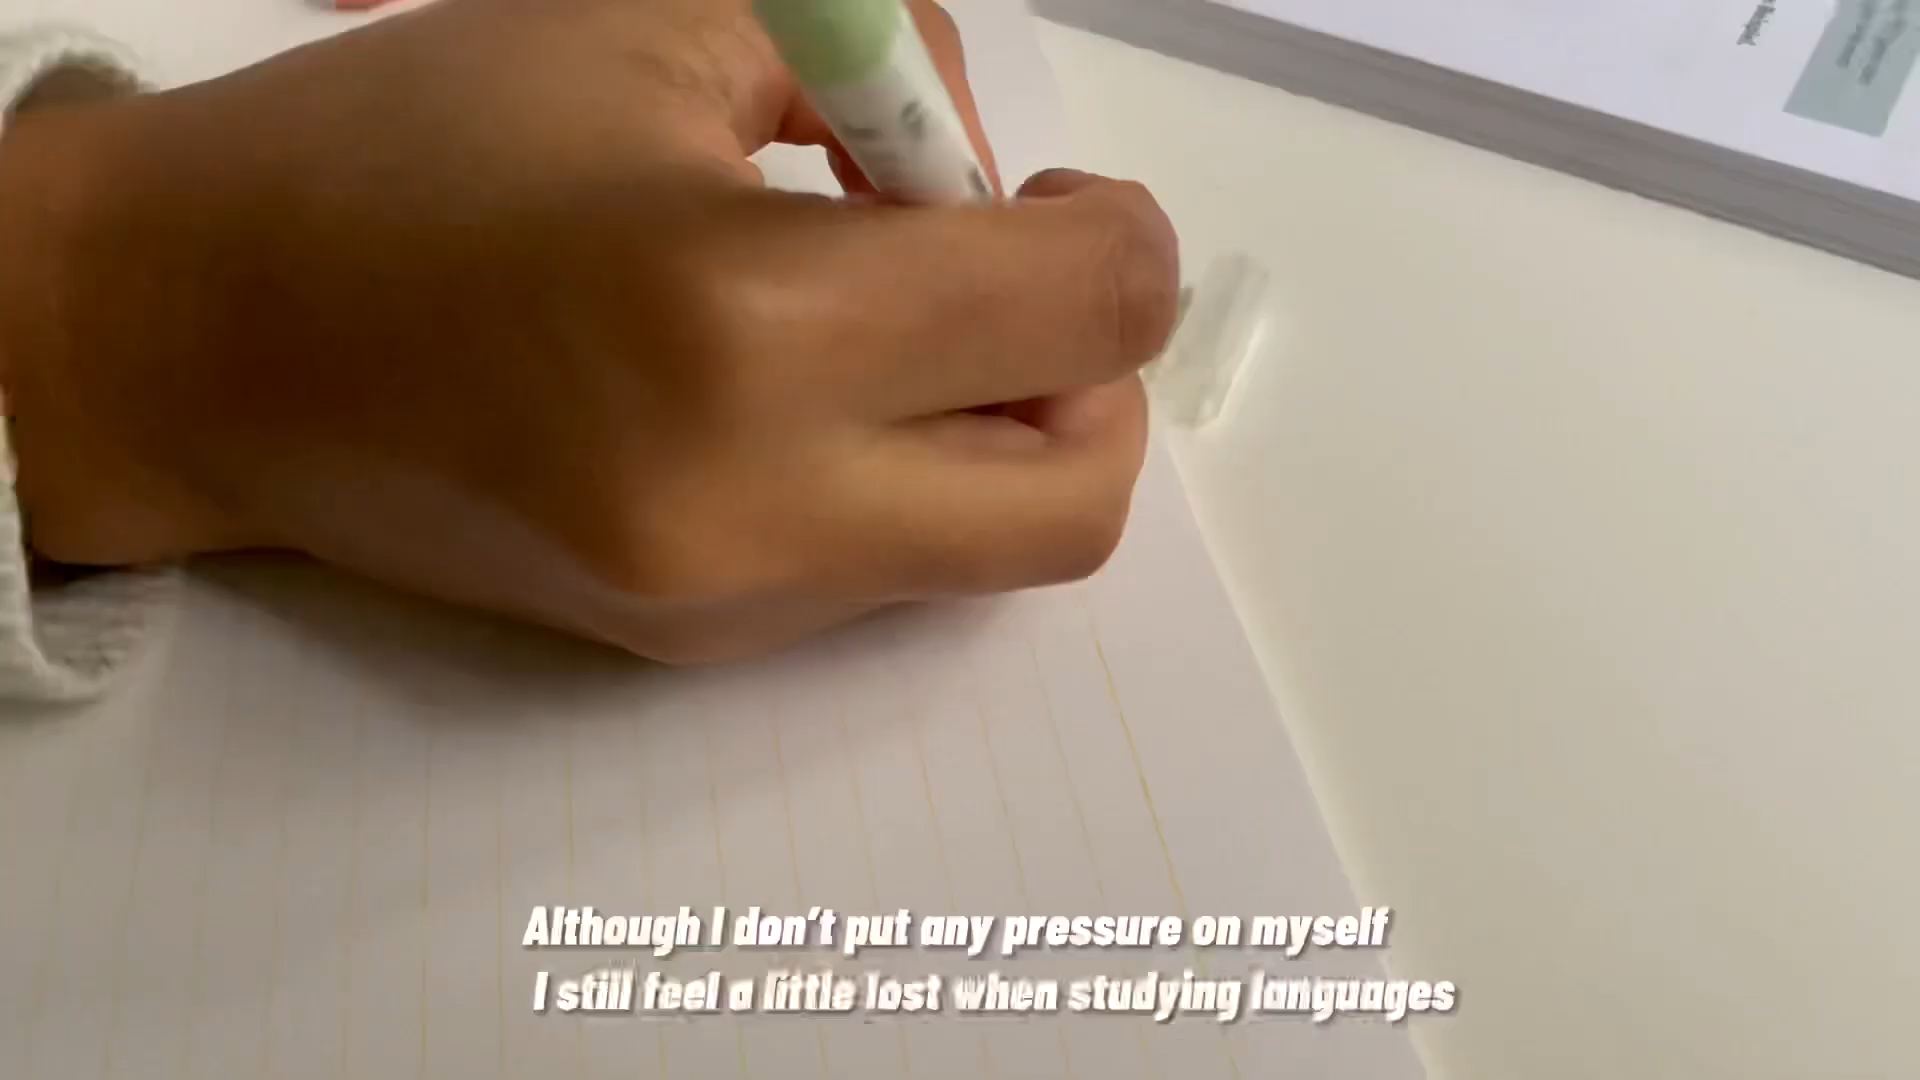 Although I don't put any pressure on myself
I still feel a little lost when studying languages